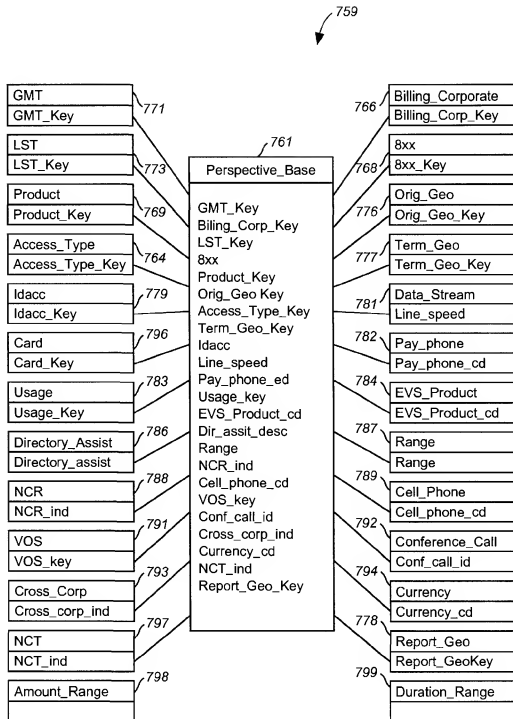 759
GMT
GMT_Key
771
LST
LST_Key
773
Product
Product_Key
769
Access_Type
Access_Type_Key
764
Idacc
Idacc_Key
779
Card
Card_Key
796
Usage
Usage_Key
783
Directory_Assist
Directory_assist
786
NCR
NCR_ind
788
VOS
VOS_key
791
Cross_Corp
Cross_corp_ind
793
NCT
NCT_ind
797
Amount_Range
798
761
Perspective_Base
GMT_Key
Biling_Corp_Key
LST_Key
8xx
Product_Key
Orig_Geo Key
Access_Type_Key
Term_Geo_Key
Idacc
Line_speed
Pay_phone_ed
Usage_key
EVS_Product_cd
Dir_assit_desc
Range
NCR_ind
Cell_phone_cd
VOS_key
Conf_call_id
Cross_corp_ind
Currency_cd
NCT_ind
Report_Geo_Key
766
Billing_Corporate
Billing_Corp_Key
768
8xx
8xx_Key
776
Orig_Geo
Orig_Geo_Key
777
Term_Geo
Term_Geo_Key
781
Data_Stream
Line_speed
782
Pay_phone
Pay_phone_cd
784
EVS_Product
EVS_Product_cd
787
Range
Range
789
Cell_Phone
Cell_phone_cd
792
Conference_Call
Conf_call_id
794
Currency
Currency_cd
778
Report_Geo
Report_GeoKey
799
Duration_Range